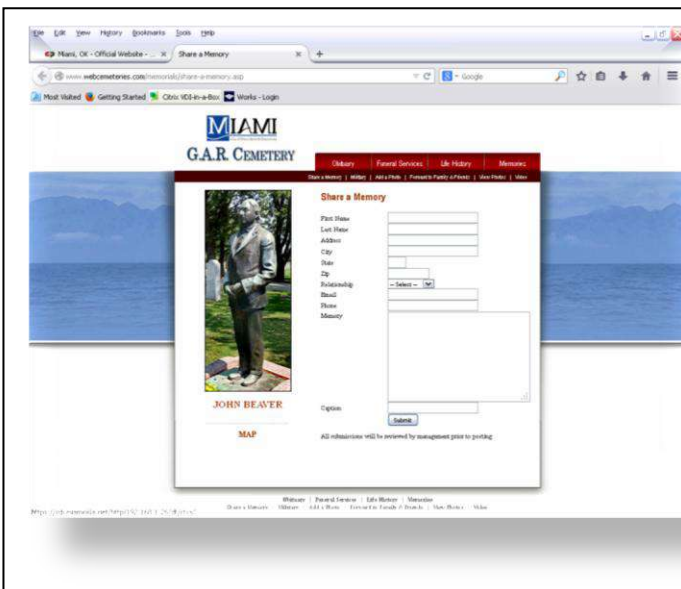 File Edit View History Bookmarks Tools Help
Miami, OK - Official Website - ... × Share a Memory × +
www.webcemeteries.com/memorials/share-a-memory.asp Google
Most Visited Getting Started Citrix VDI-in-a-Box Works - Login
MIAMI
G.A.R. CEMETERY
Obituary Funeral Services Life History Memories
Share a Memory | Military | Add a Photo | Forward to Family & Friends | View Photos | Video
Share a Memory
First Name
Last Name
Address
City
State
Zip
Relationship -- Select --
Email
Phone
Memory
JOHN BEAVER
Caption
Submit
MAP
All submissions will be reviewed by management prior to posting
Obituary | Funeral Services | Life History | Memories
Share a Memory | Military | Add a Photo | Forward to Family & Friends | View Photos | Video